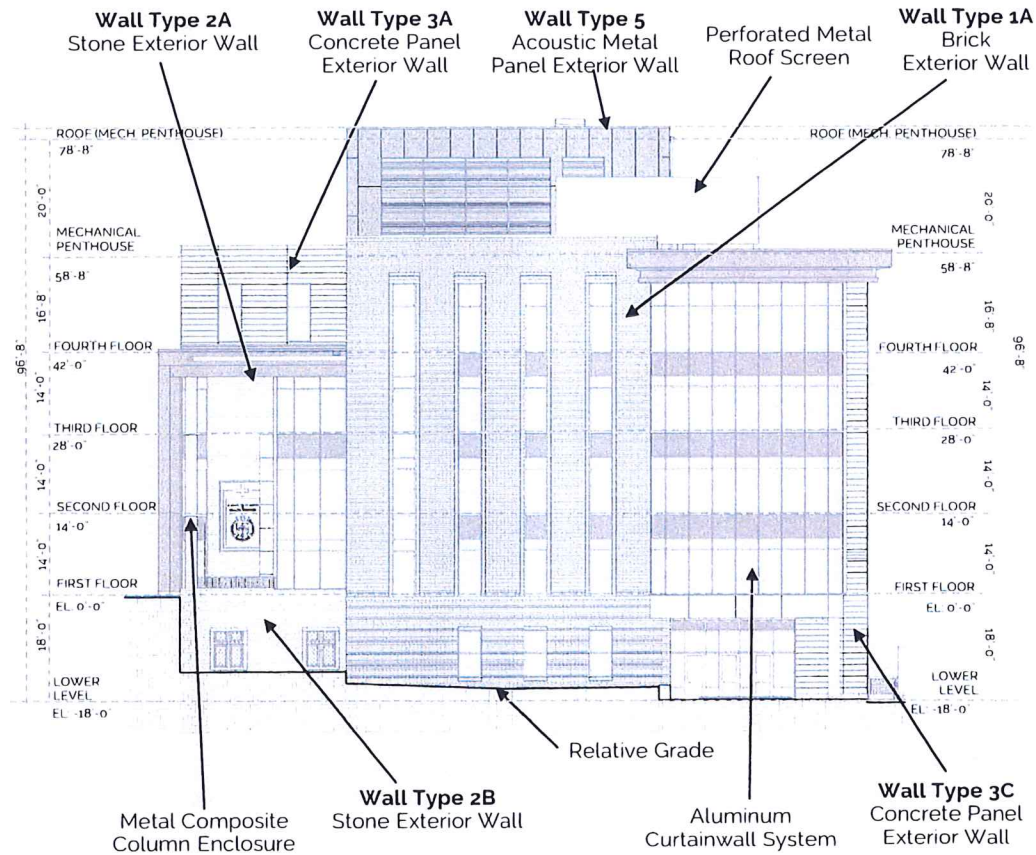 Wall Type 2A
Stone Exterior Wall
Wall Type 3A
Concrete Panel
Exterior Wall
Wall Type 5
Acoustic Metal
Panel Exterior Wall
Perforated Metal
Roof Screen
Wall Type 1A
Brick
Exterior Wall
ROOF (MECH. PENTHOUSE)
78'-8"
20'-0"
MECHANICAL
PENTHOUSE
58'-8"
16'-8"
FOURTH FLOOR
42'-0"
14'-0"
THIRD FLOOR
28'-0"
14'-0"
SECOND FLOOR
14'-0"
14'-0"
FIRST FLOOR
EL. 0'-0"
18'-0"
LOWER
LEVEL
EL. -18'-0"
96'-8"
ROOF (MECH. PENTHOUSE)
78'-8"
20'-0"
MECHANICAL
PENTHOUSE
58'-8"
16'-8"
FOURTH FLOOR
42'-0"
14'-0"
THIRD FLOOR
28'-0"
14'-0"
SECOND FLOOR
14'-0"
14'-0"
FIRST FLOOR
EL. 0'-0"
18'-0"
LOWER
LEVEL
EL. -18'-0"
96'-8"
Relative Grade
Metal Composite
Column Enclosure
Wall Type 2B
Stone Exterior Wall
Aluminum
Curtainwall System
Wall Type 3C
Concrete Panel
Exterior Wall